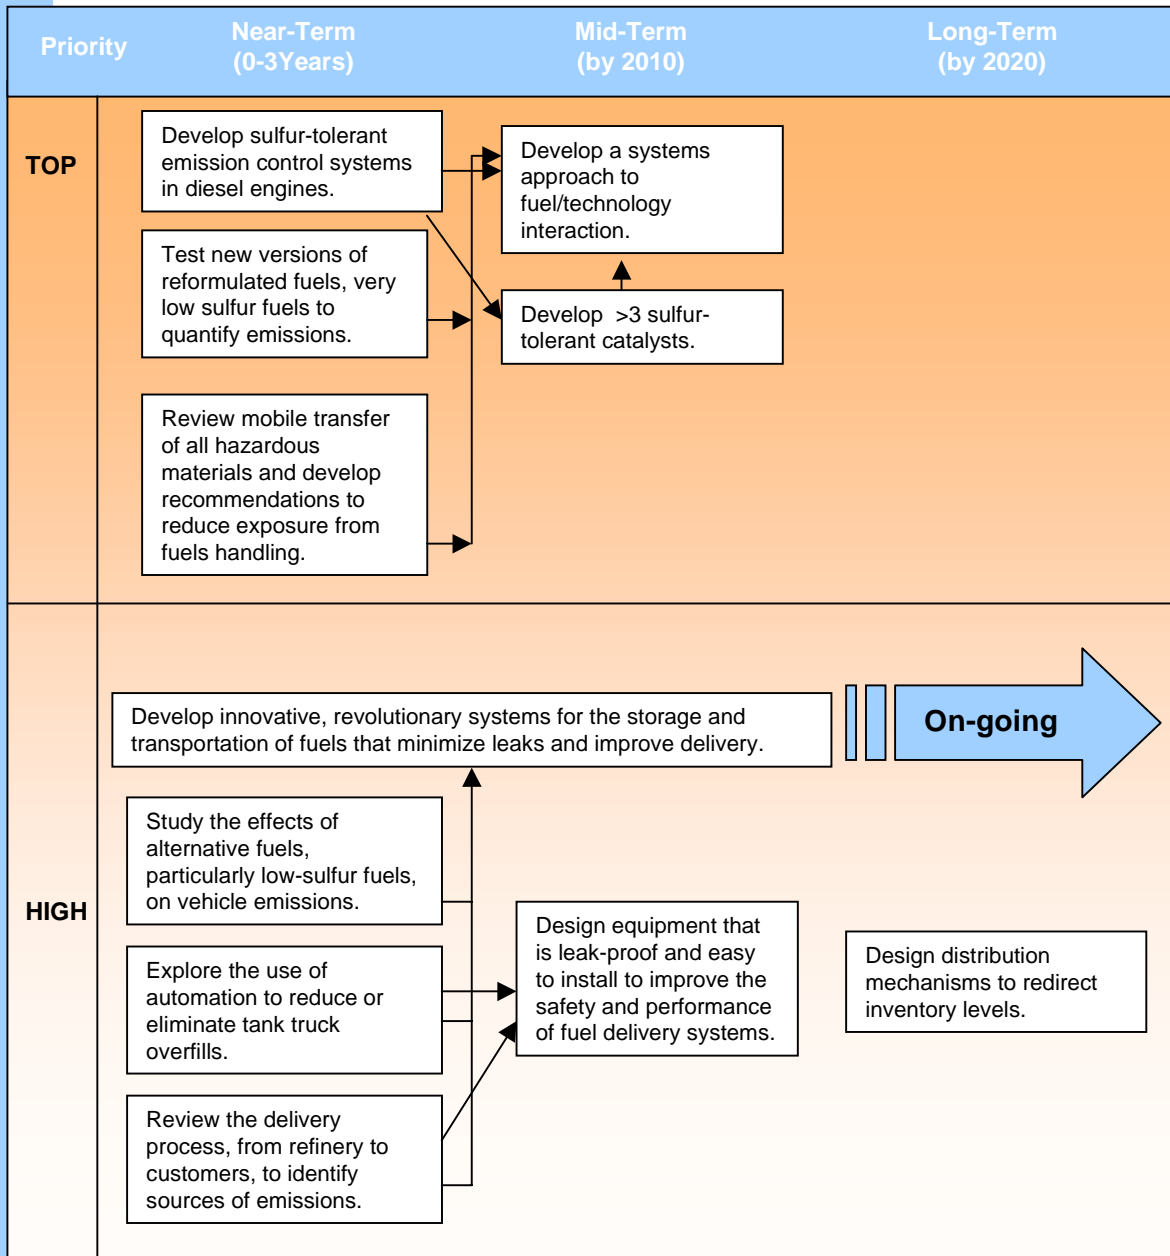 Priority
Near-Term
(0-3Years)
Mid-Term
(by 2010)
Long-Term
(by 2020)
TOP
Develop sulfur-tolerant
emission control systems
in diesel engines.
Develop a systems
approach to
fuel/technology
interaction.
Test new versions of
reformulated fuels, very
low sulfur fuels to
quantify emissions.
Develop  >3 sulfur-
tolerant catalysts.
Review mobile transfer
of all hazardous
materials and develop
recommendations to
reduce exposure from
fuels handling.
HIGH
Develop innovative, revolutionary systems for the storage and
transportation of fuels that minimize leaks and improve delivery.
On-going
Study the effects of
alternative fuels,
particularly low-sulfur fuels,
on vehicle emissions.
Explore the use of
automation to reduce or
eliminate tank truck
overfills.
Design equipment that
is leak-proof and easy
to install to improve the
safety and performance
of fuel delivery systems.
Design distribution
mechanisms to redirect
inventory levels.
Review the delivery
process, from refinery to
customers, to identify
sources of emissions.